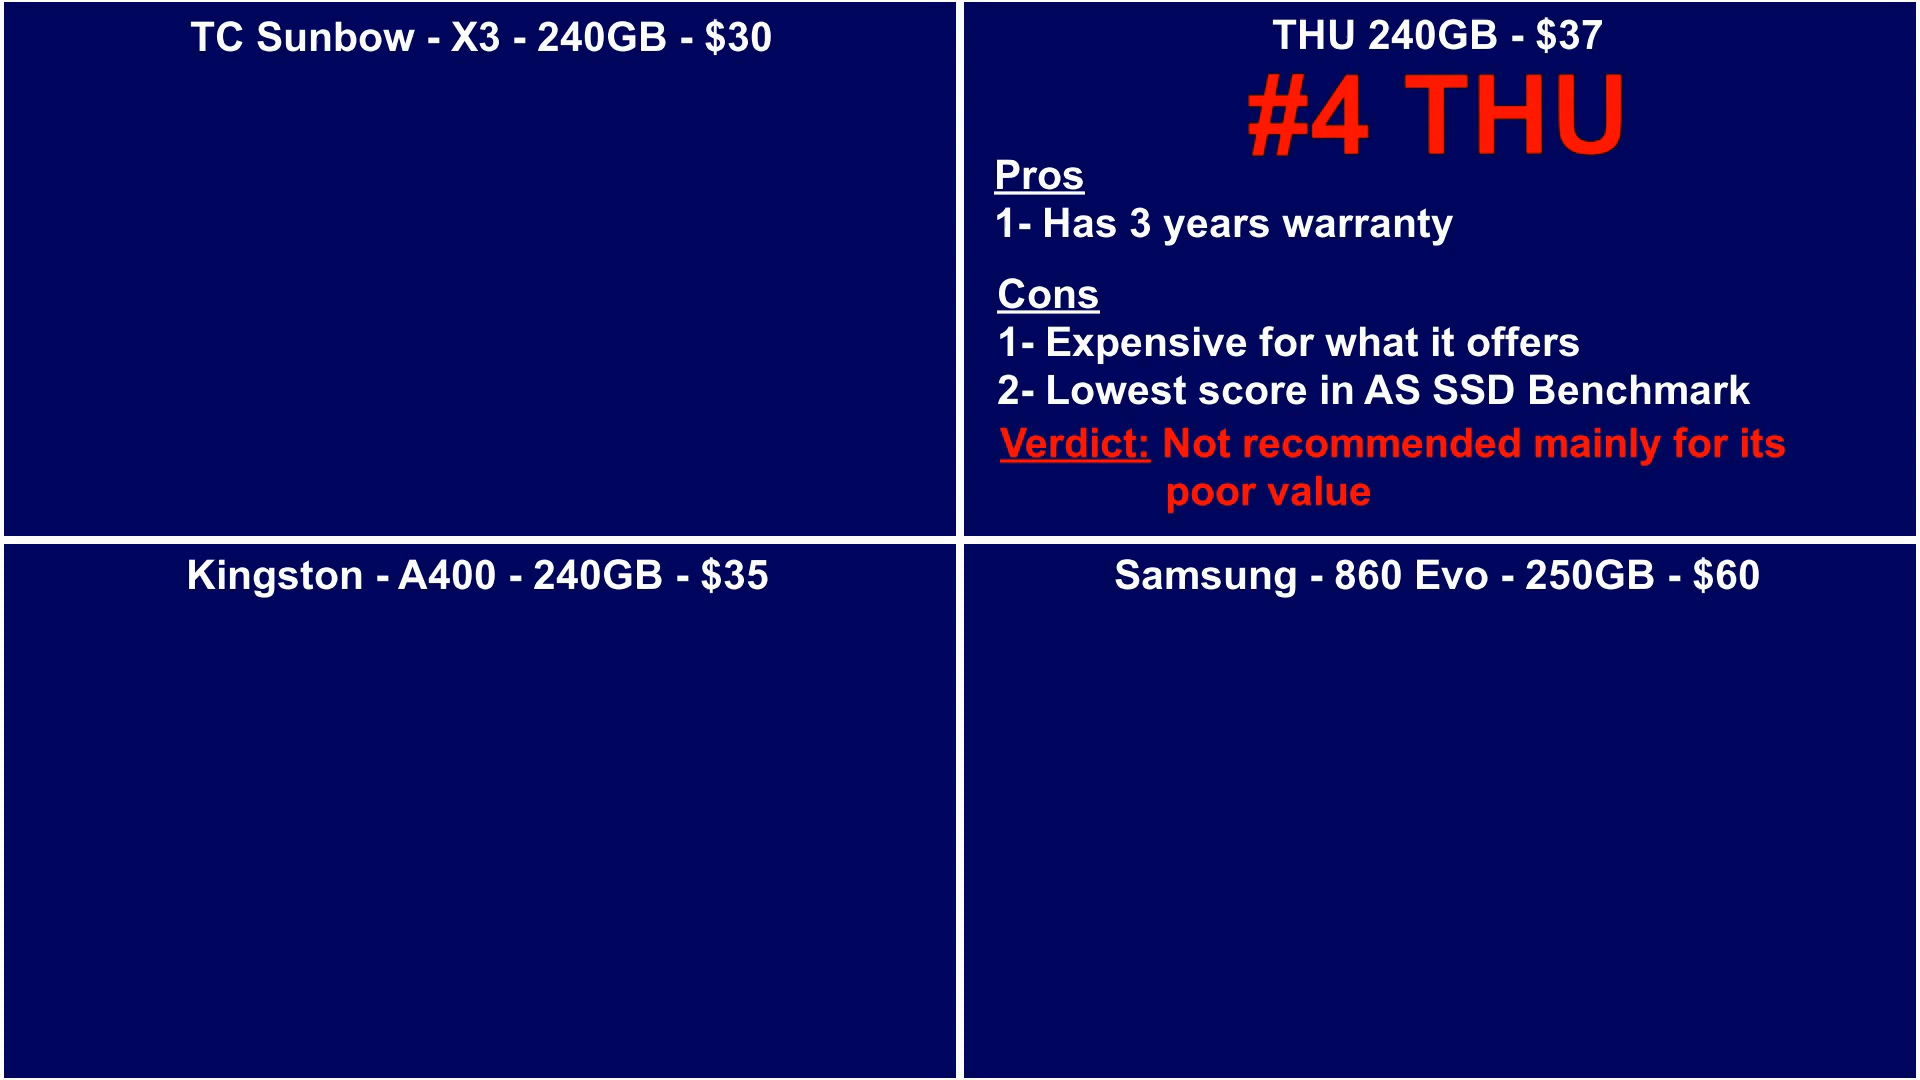 TC Sunbow - X3 - 240GB - $30
THU 240GB - $37
#4 THU
Pros
1- Has 3 years warranty
Cons
1- Expensive for what it offers
2- Lowest score in AS SSD Benchmark
Verdict: Not recommended mainly for its
poor value
Kingston - A400 - 240GB - $35
Samsung - 860 Evo - 250GB - $60